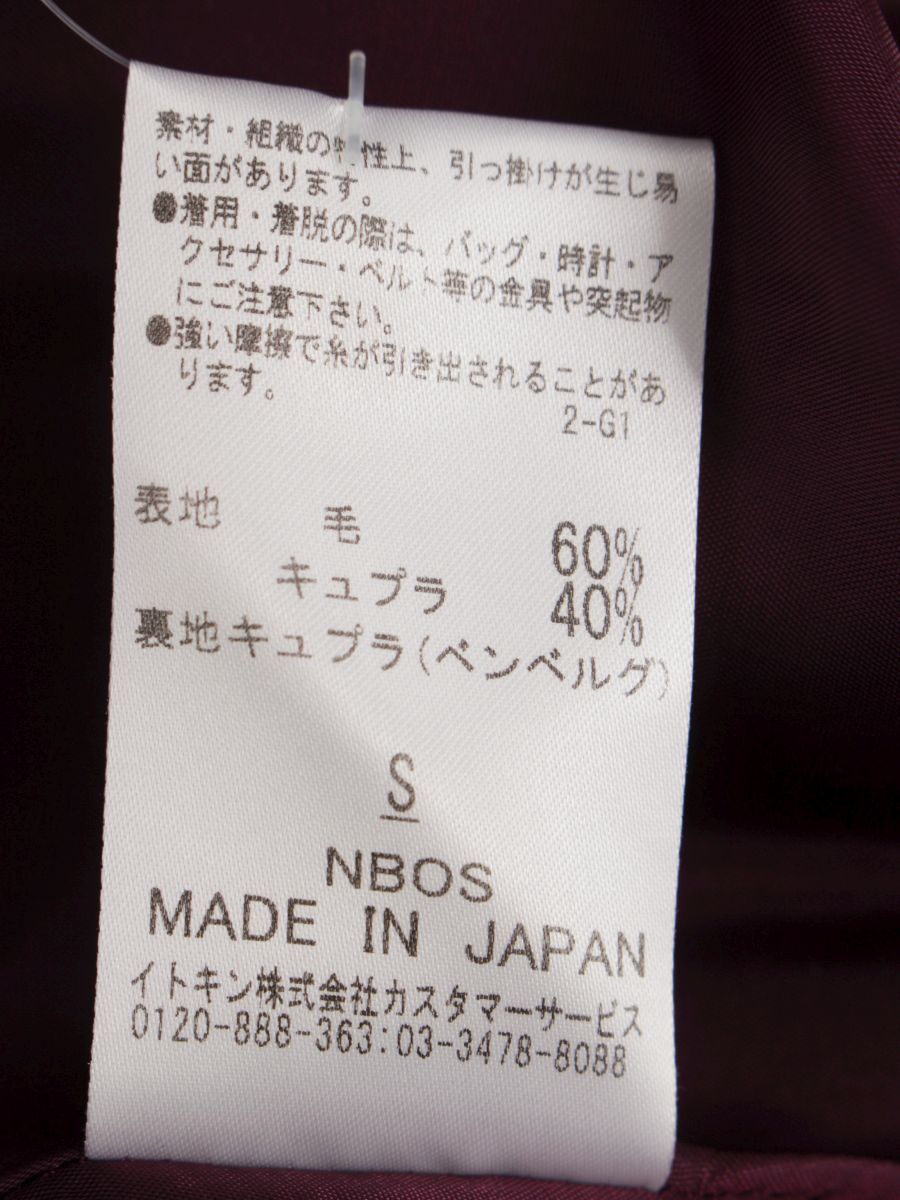 素材・組織の特性上、引っ掛けが生じ易
い面があります。
●着用・着脱の際は、バッグ・時計・ア
クセサリー・ベルト等の金具や突起物
にご注意下さい。
●強い摩擦で糸が引き出されることがあ
ります。
2-G1
表地 毛 60%
キュプラ 40%
裏地キュプラ(ベンベルグ)
S
NBOS
MADE IN JAPAN
イトキン株式会社カスタマーサービス
0120-888-363:03-3478-8088